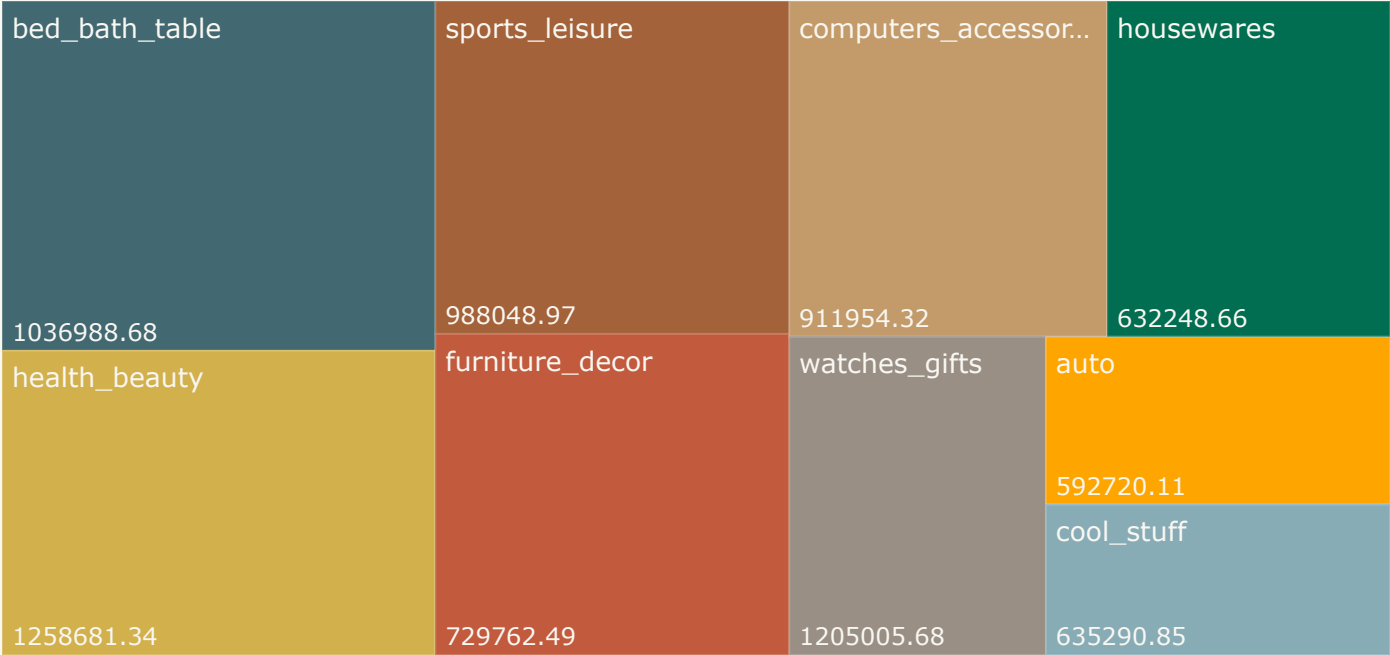 bed_bath_table
1036988.68
sports_leisure
988048.97
computers_accessor...
911954.32
housewares
632248.66
health_beauty
1258681.34
furniture_decor
729762.49
watches_gifts
1205005.68
auto
592720.11
cool_stuff
635290.85